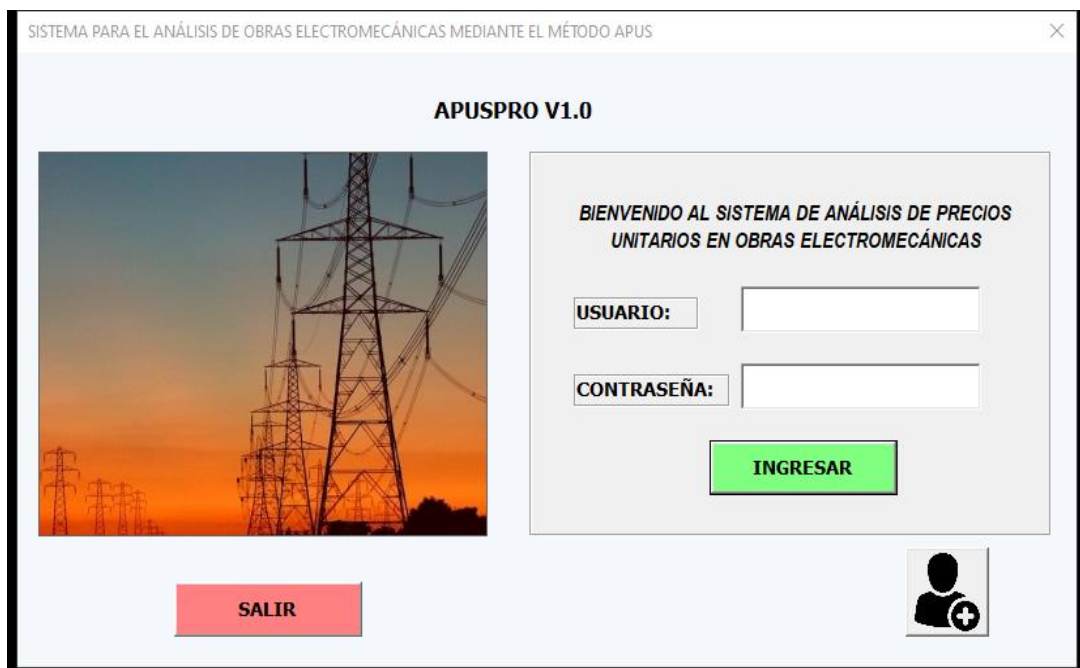 SISTEMA PARA EL ANÁLISIS DE OBRAS ELECTROMECÁNICAS MEDIANTE EL MÉTODO APUS
APUSPRO V1.0
BIENVENIDO AL SISTEMA DE ANÁLISIS DE PRECIOS
UNITARIOS EN OBRAS ELECTROMECÁNICAS
USUARIO:
CONTRASEÑA:
INGRESAR
SALIR